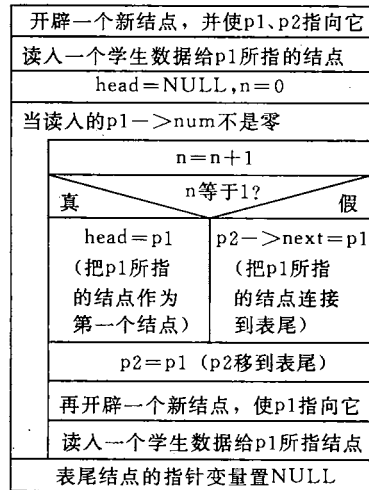 开辟一个新结点，并使p1、p2指向它
读入一个学生数据给p1所指的结点
head=NULL,n=0
当读入的p1->num不是零
n=n+1
n等于1?
真
假
head=p1
(把p1所指
的结点作为
第一个结点)
p2->next=p1
(把p1所指
的结点连接
到表尾)
p2=p1 (p2移到表尾)
再开辟一个新结点，使p1指向它
读入一个学生数据给p1所指结点
表尾结点的指针变量置NULL